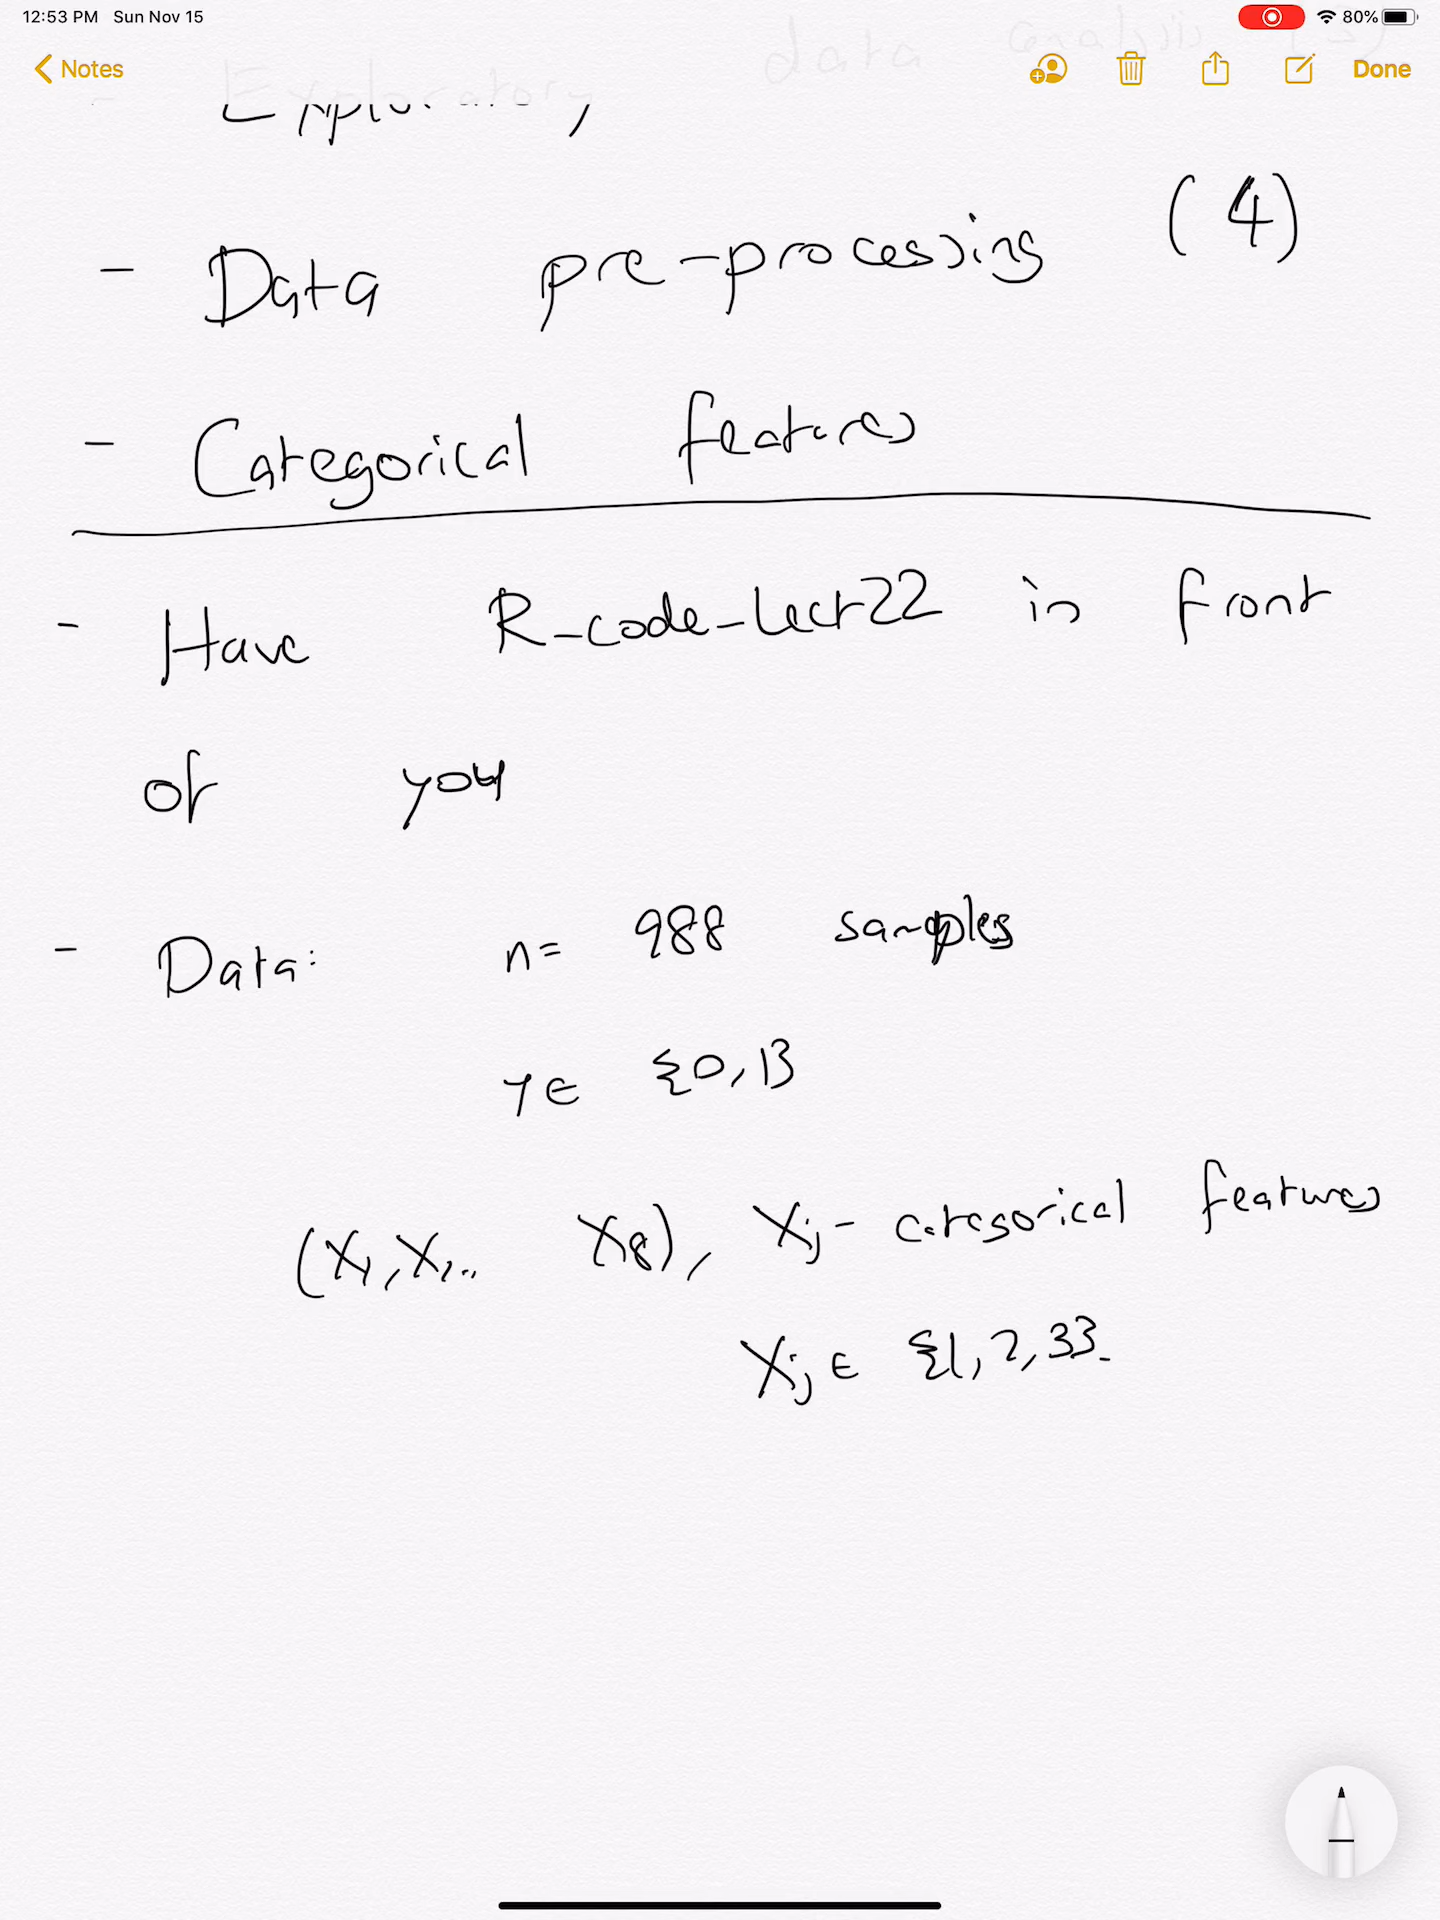 12:53 PM Sun Nov 15 80%
Notes Done
- Exploratory data analysis
- Data pre-processing (4)
- Categorical features
- Have R-code-Lect22 in front
of you
- Data: n= 988 samples
Y∈ {0,1}
(X₁,X₂.. X₈), Xj - categorical features
Xj ∈ {1,2,3}.